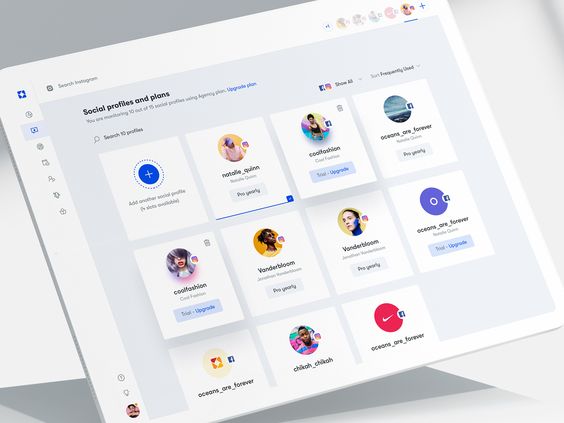 +1
Search Instagram
Social profiles and plans
You are monitoring 10 out of 15 social profiles using Agency plan. Upgrade plan
Search 10 profiles
Show All
Sort Frequently Used
Add another social profile
(4 slots available)
natalie_quinn
Natalie Quinn
Pro yearly
coolfashion
Cool Fashion
Trial - Upgrade
oceans_are_forever
Natalie Quinn
Pro yearly
coolfashion
Cool Fashion
Trial - Upgrade
Vanderbloom
Jonathan Vanderbloom
Pro yearly
Vanderbloom
Jonathan Vanderbloom
Pro yearly
O
oceans_are_forever
Natalie Quinn
Trial - Upgrade
oceans_are_forever
chikah_chikah
oceans_are_forever